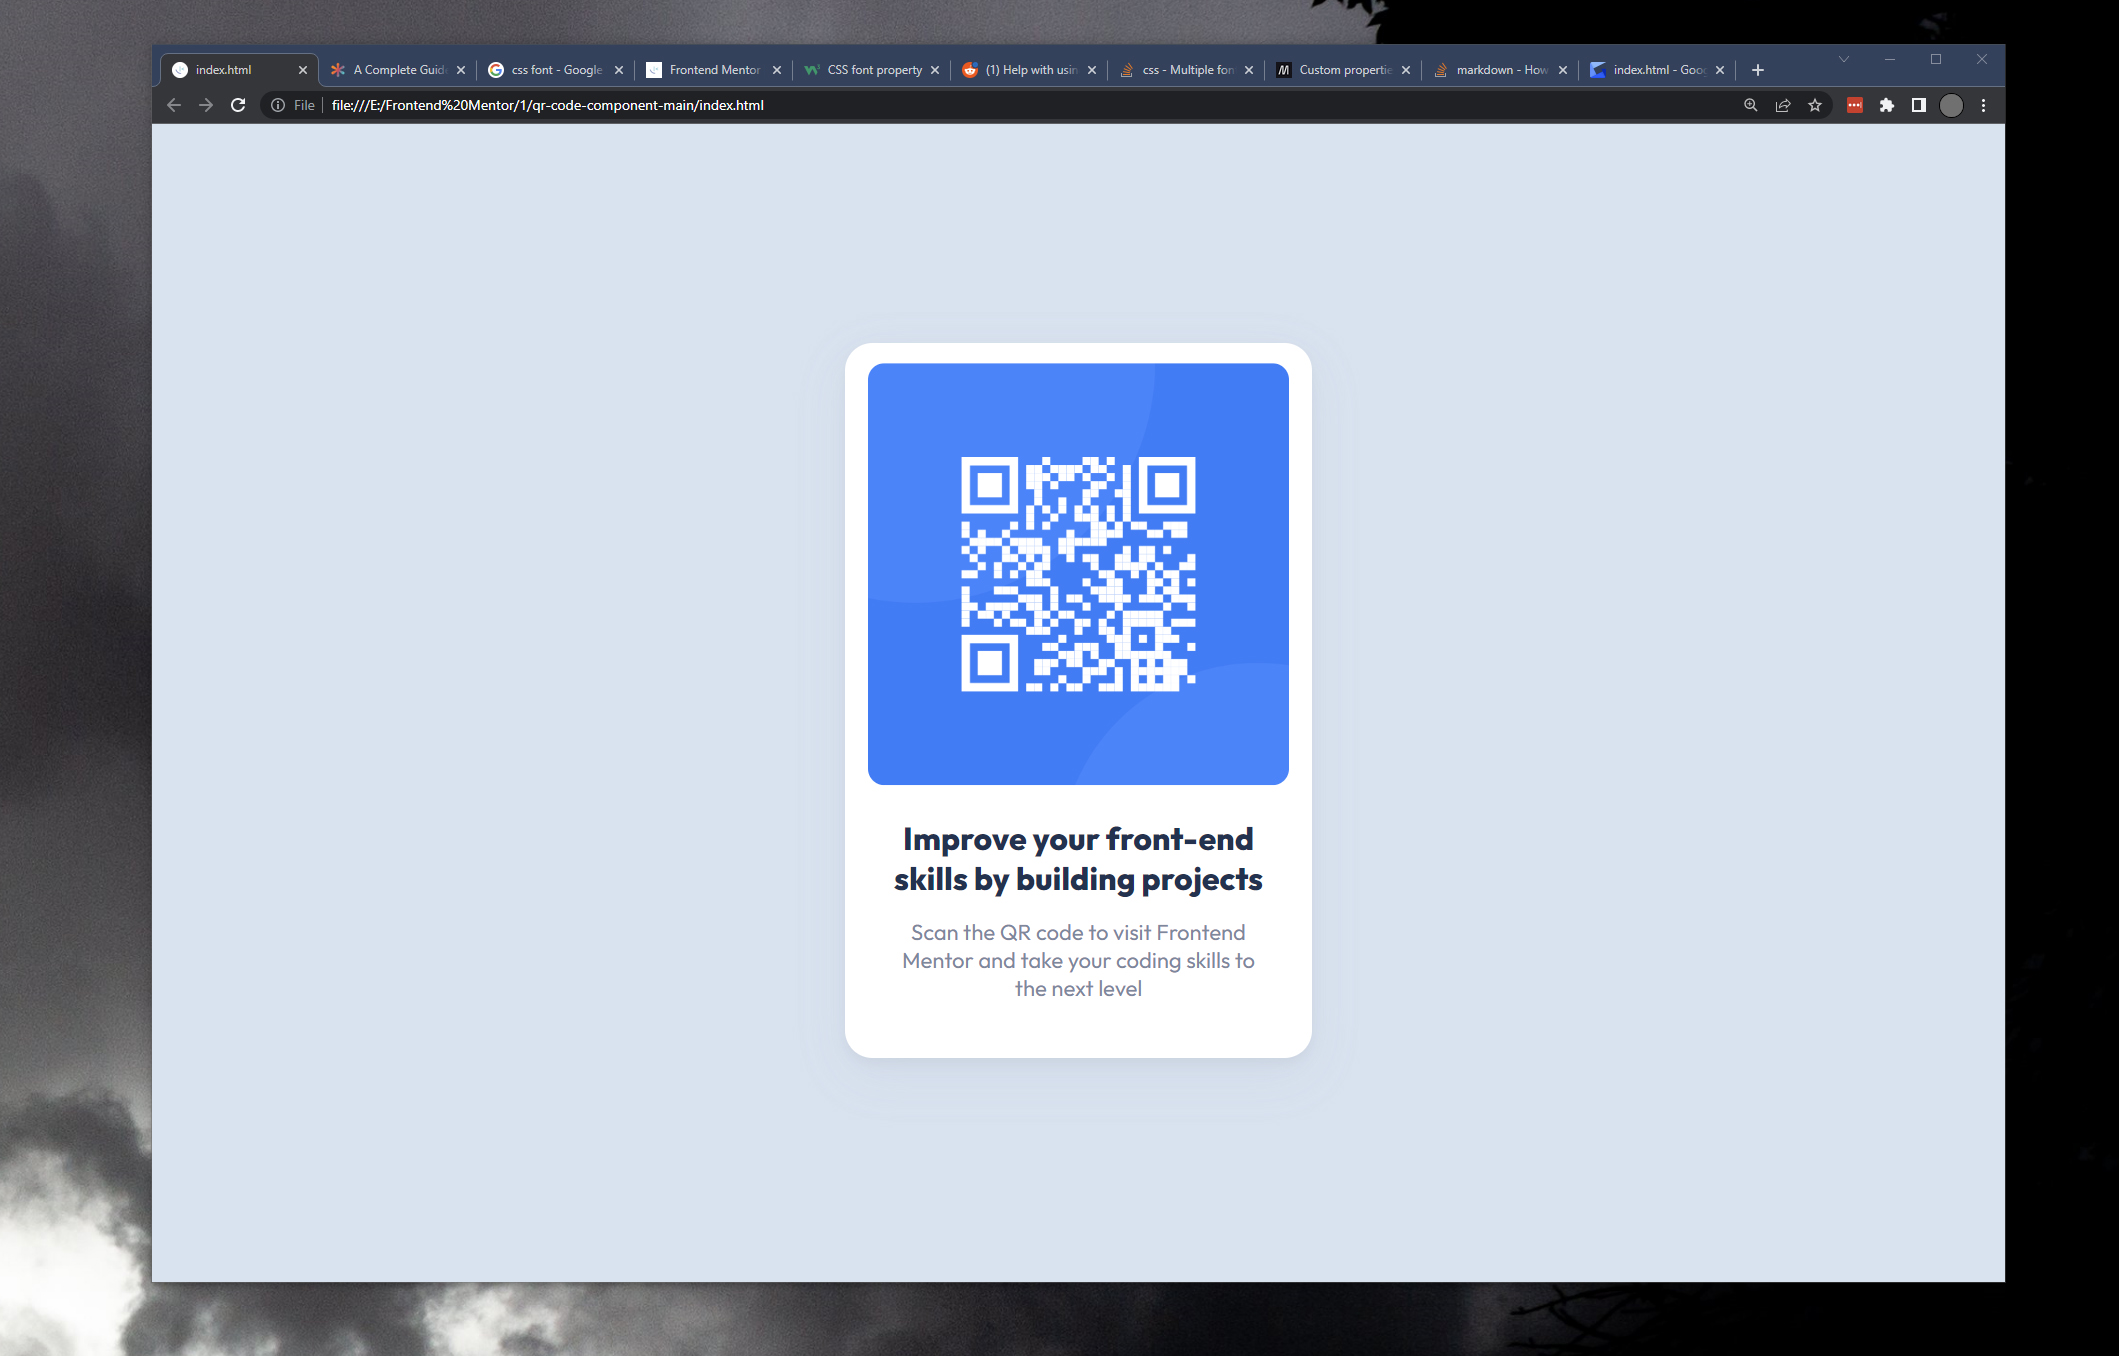 index.html
A Complete Guid
css font - Google
Frontend Mentor
CSS font property
(1) Help with usin
css - Multiple fon
Custom propertie
markdown - How
index.html - Goog
File
file:///E:/Frontend%20Mentor/1/qr-code-component-main/index.html
Improve your front-end
skills by building projects
Scan the QR code to visit Frontend
Mentor and take your coding skills to
the next level